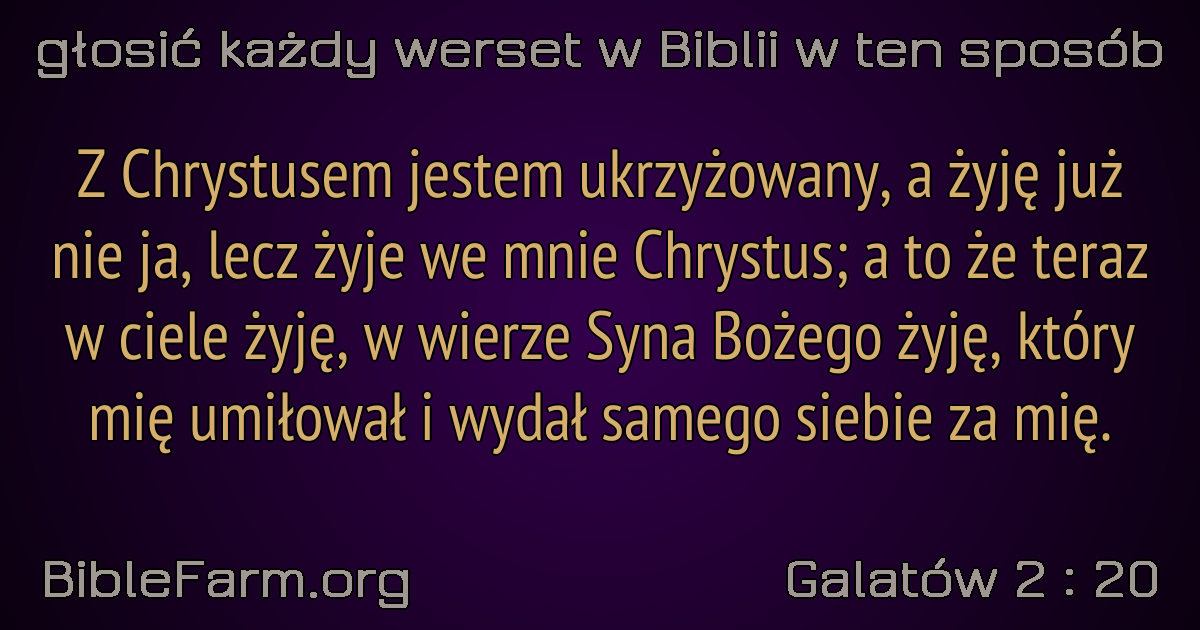 głosić każdy werset w Biblii w ten sposób
Z Chrystusem jestem ukrzyżowany, a żyję już
nie ja, lecz żyje we mnie Chrystus; a to że teraz
w ciele żyję, w wierze Syna Bożego żyję, który
mię umiłował i wydał samego siebie za mię.
BibleFarm.org
Galatów 2 : 20